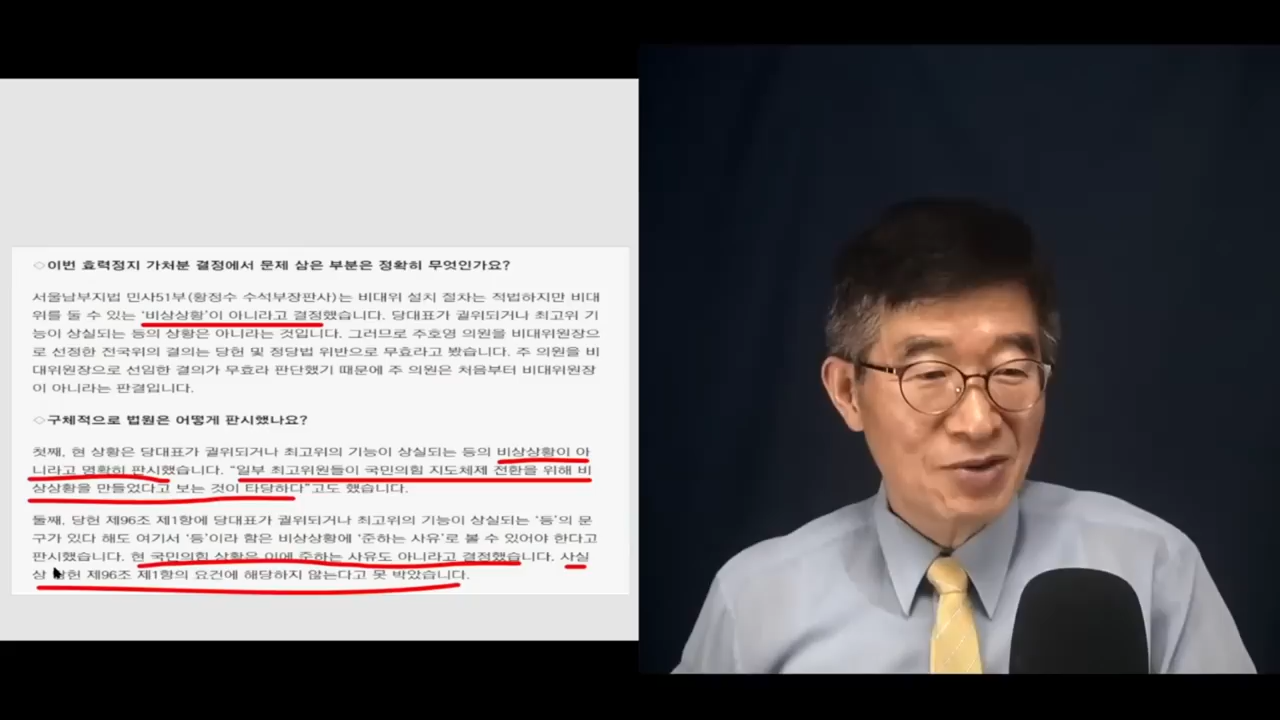 ◇이번 효력정지 가처분 결정에서 문제 삼은 부분은 정확히 무엇인가요?
서울남부지법 민사51부(황정수 수석부장판사)는 비대위 설치 절차는 적법하지만 비대
위를 둘 수 있는 '비상상황'이 아니라고 결정했습니다. 당대표가 궐위되거나 최고위 기
능이 상실되는 등의 상황은 아니라는 것입니다. 그러므로 주호영 의원을 비대위원장으
로 선정한 전국위의 결의는 당헌 및 정당법 위반으로 무효라고 봤습니다. 주 의원을 비
대위원장으로 선임한 결의가 무효라 판단했기 때문에 주 의원은 처음부터 비대위원장
이 아니라는 판결입니다.
◇구체적으로 법원은 어떻게 판시했나요?
첫째, 현 상황은 당대표가 궐위되거나 최고위의 기능이 상실되는 등의 비상상황이 아
니라고 명확히 판시했습니다. "일부 최고위원들이 국민의힘 지도체제 전환을 위해 비
상상황을 만들었다고 보는 것이 타당하다"고도 했습니다.
둘째, 당헌 제96조 제1항에 당대표가 궐위되거나 최고위의 기능이 상실되는 '등'의 문
구가 있다 해도 여기서 '등'이라 함은 비상상황에 '준하는 사유'로 볼 수 있어야 한다고
판시했습니다. 현 국민의힘 상황은 이에 준하는 사유도 아니라고 결정했습니다. 사실
상 당헌 제96조 제1항의 요건에 해당하지 않는다고 못 박았습니다.